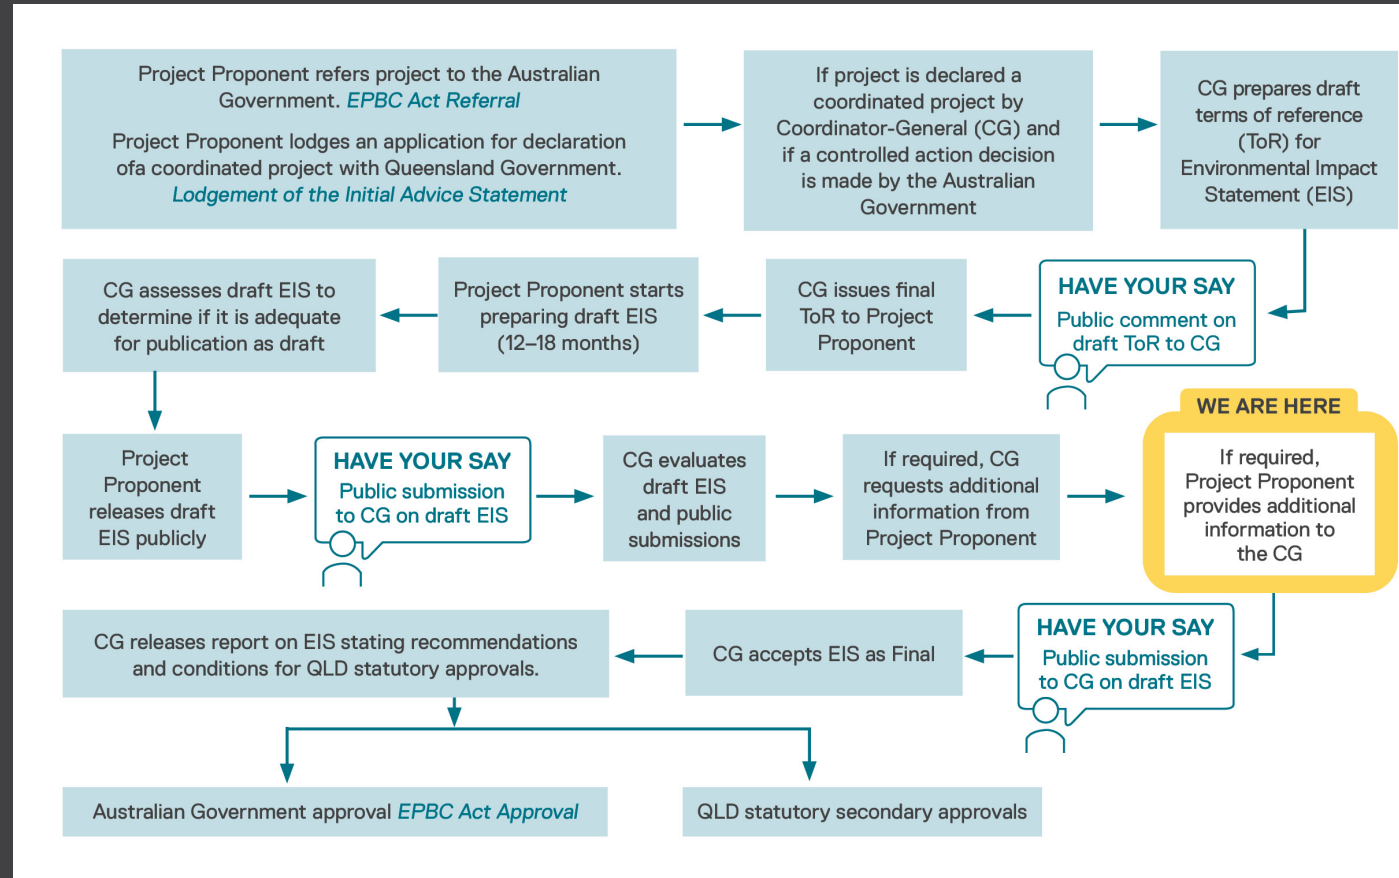 Project Proponent refers project to the Australian
Government. EPBC Act Referral
Project Proponent lodges an application for declaration
ofa coordinated project with Queensland Government.
Lodgement of the Initial Advice Statement
If project is declared a
coordinated project by
Coordinator-General (CG) and
if a controlled action decision
is made by the Australian
Government
CG prepares draft
terms of reference
(ToR) for
Environmental Impact
Statement (EIS)
HAVE YOUR SAY
Public comment on
draft ToR to CG
CG issues final
ToR to Project
Proponent
Project Proponent starts
preparing draft EIS
(12–18 months)
CG assesses draft EIS to
determine if it is adequate
for publication as draft
Project
Proponent
releases draft
EIS publicly
HAVE YOUR SAY
Public submission
to CG on draft EIS
CG evaluates
draft EIS
and public
submissions
If required, CG
requests additional
information from
Project Proponent
WE ARE HERE
If required,
Project Proponent
provides additional
information to
the CG
HAVE YOUR SAY
Public submission
to CG on draft EIS
CG accepts EIS as Final
CG releases report on EIS stating recommendations
and conditions for QLD statutory approvals.
Australian Government approval EPBC Act Approval
QLD statutory secondary approvals